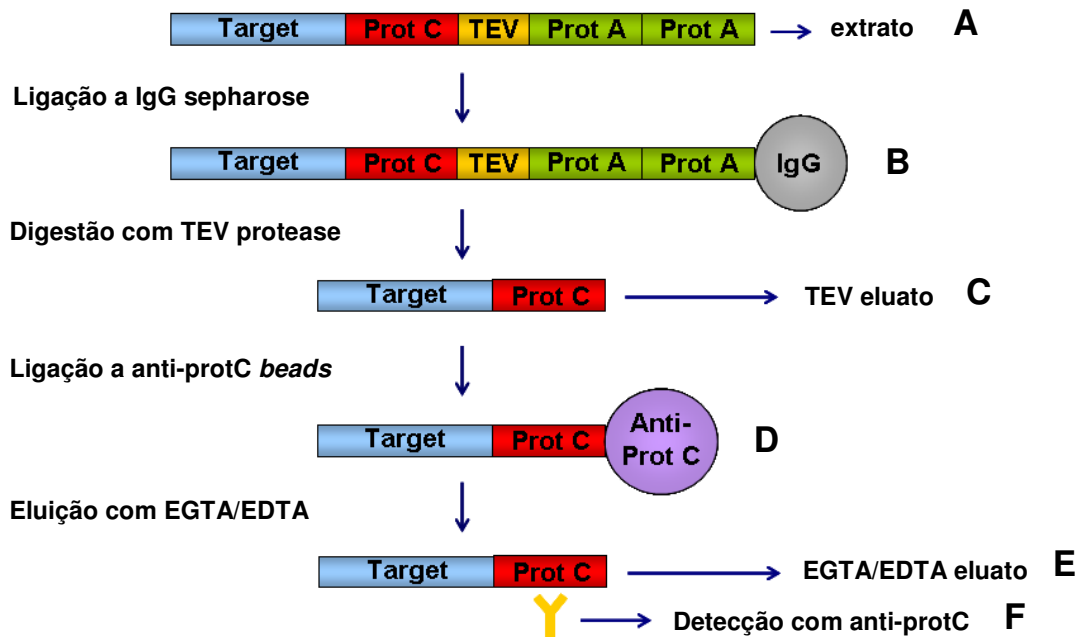 Target Prot C TEV Prot A Prot A extrato A
Ligação a IgG sepharose
Target Prot C TEV Prot A Prot A IgG B
Digestão com TEV protease
Target Prot C TEV eluato C
Ligação a anti-protC beads
Target Prot C Anti-
Prot C D
Eluição com EGTA/EDTA
Target Prot C EGTA/EDTA eluato E
Detecção com anti-protC F